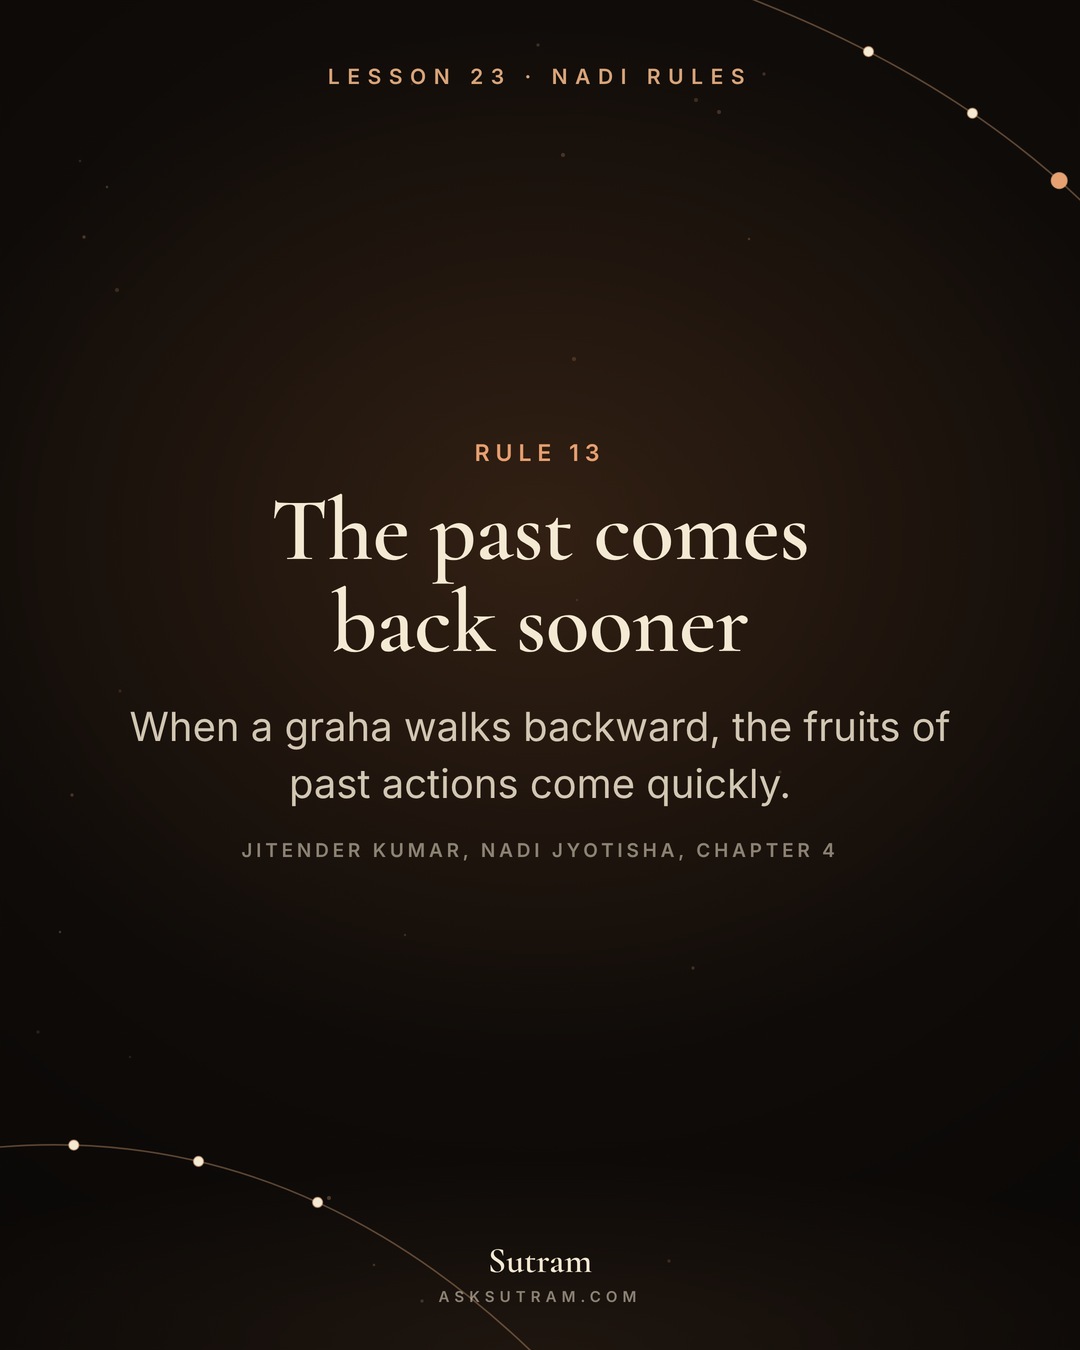 LESSON 23 · NADI RULES
RULE 13
The past comes
back sooner
When a graha walks backward, the fruits of
past actions come quickly.
JITENDER KUMAR, NADI JYOTISHA, CHAPTER 4
Sutram
ASKSUTRAM.COM